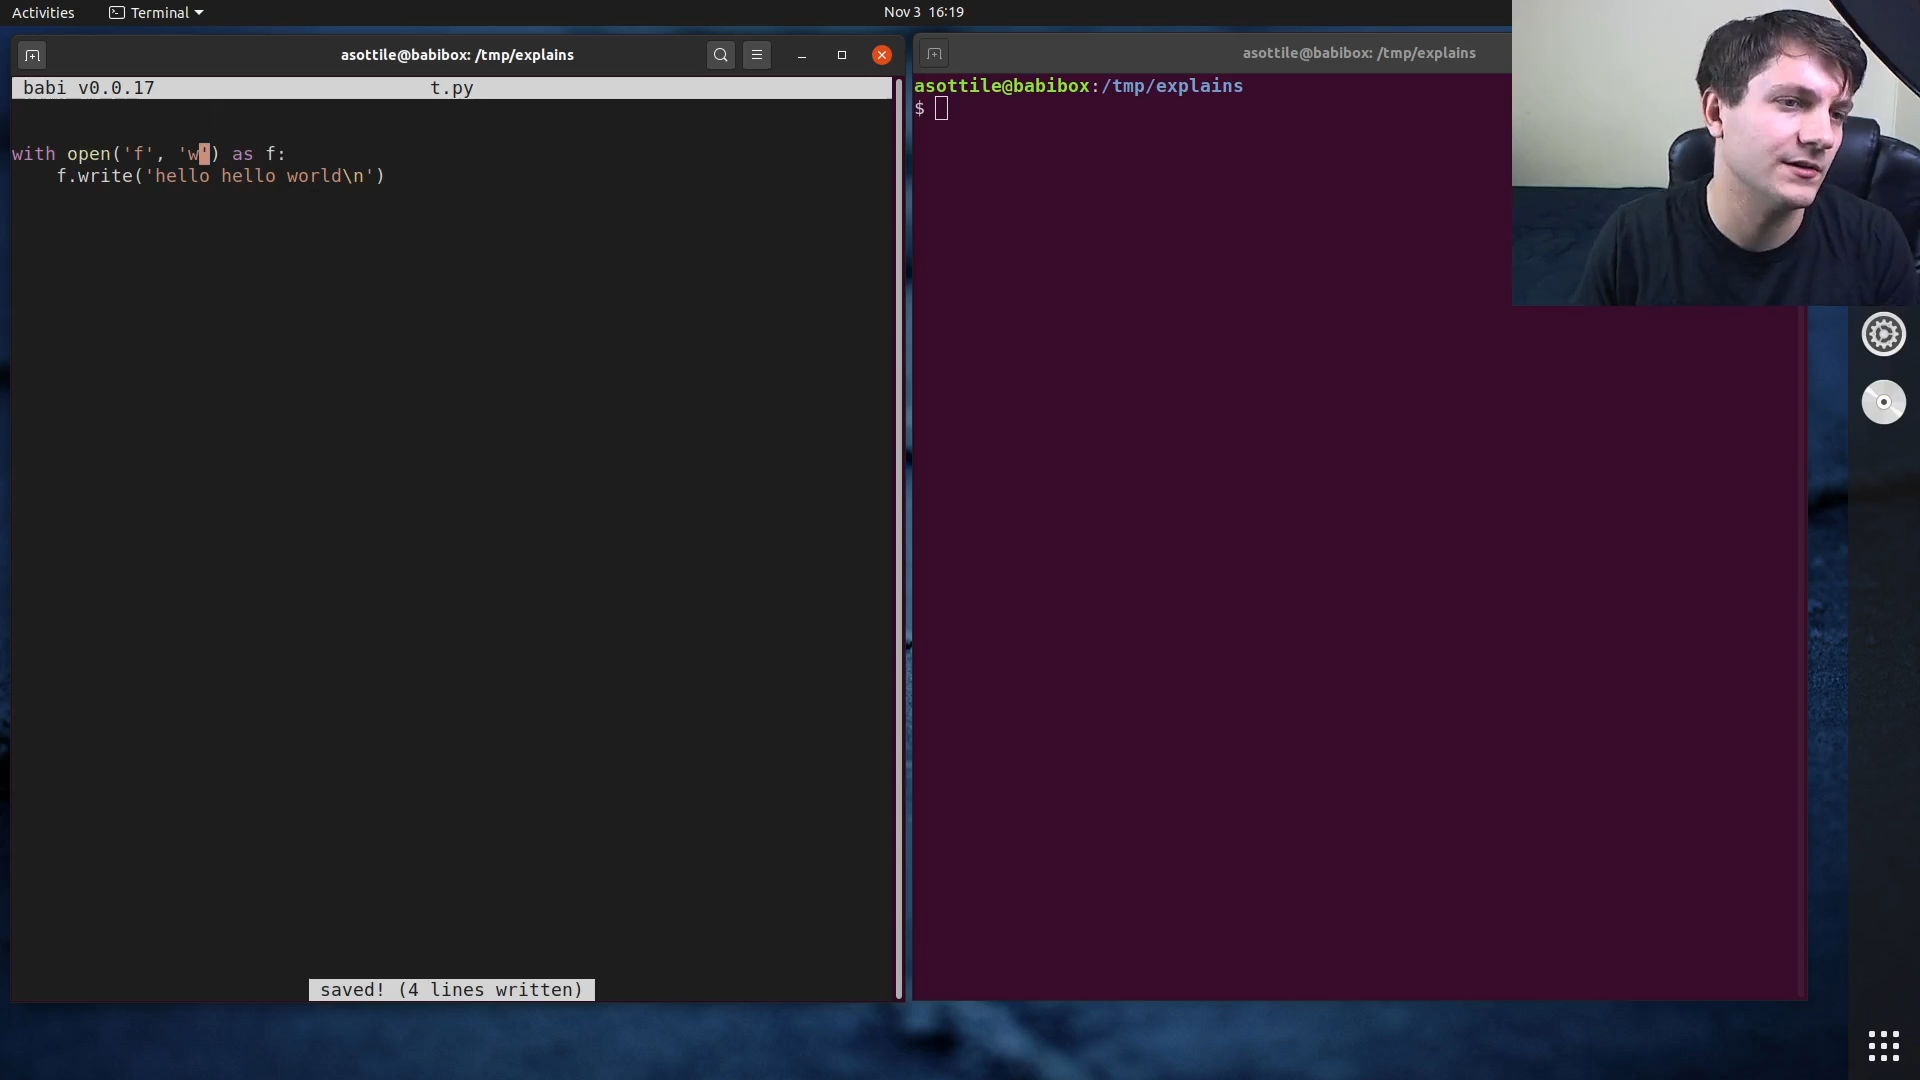 Activities
Terminal
Nov 3 16:19
asottile@babibox: /tmp/explains
babi v0.0.17
t.py
with open('f', 'w') as f:
    f.write('hello hello world\n')
saved! (4 lines written)
asottile@babibox: /tmp/explains
asottile@babibox:/tmp/explains
$